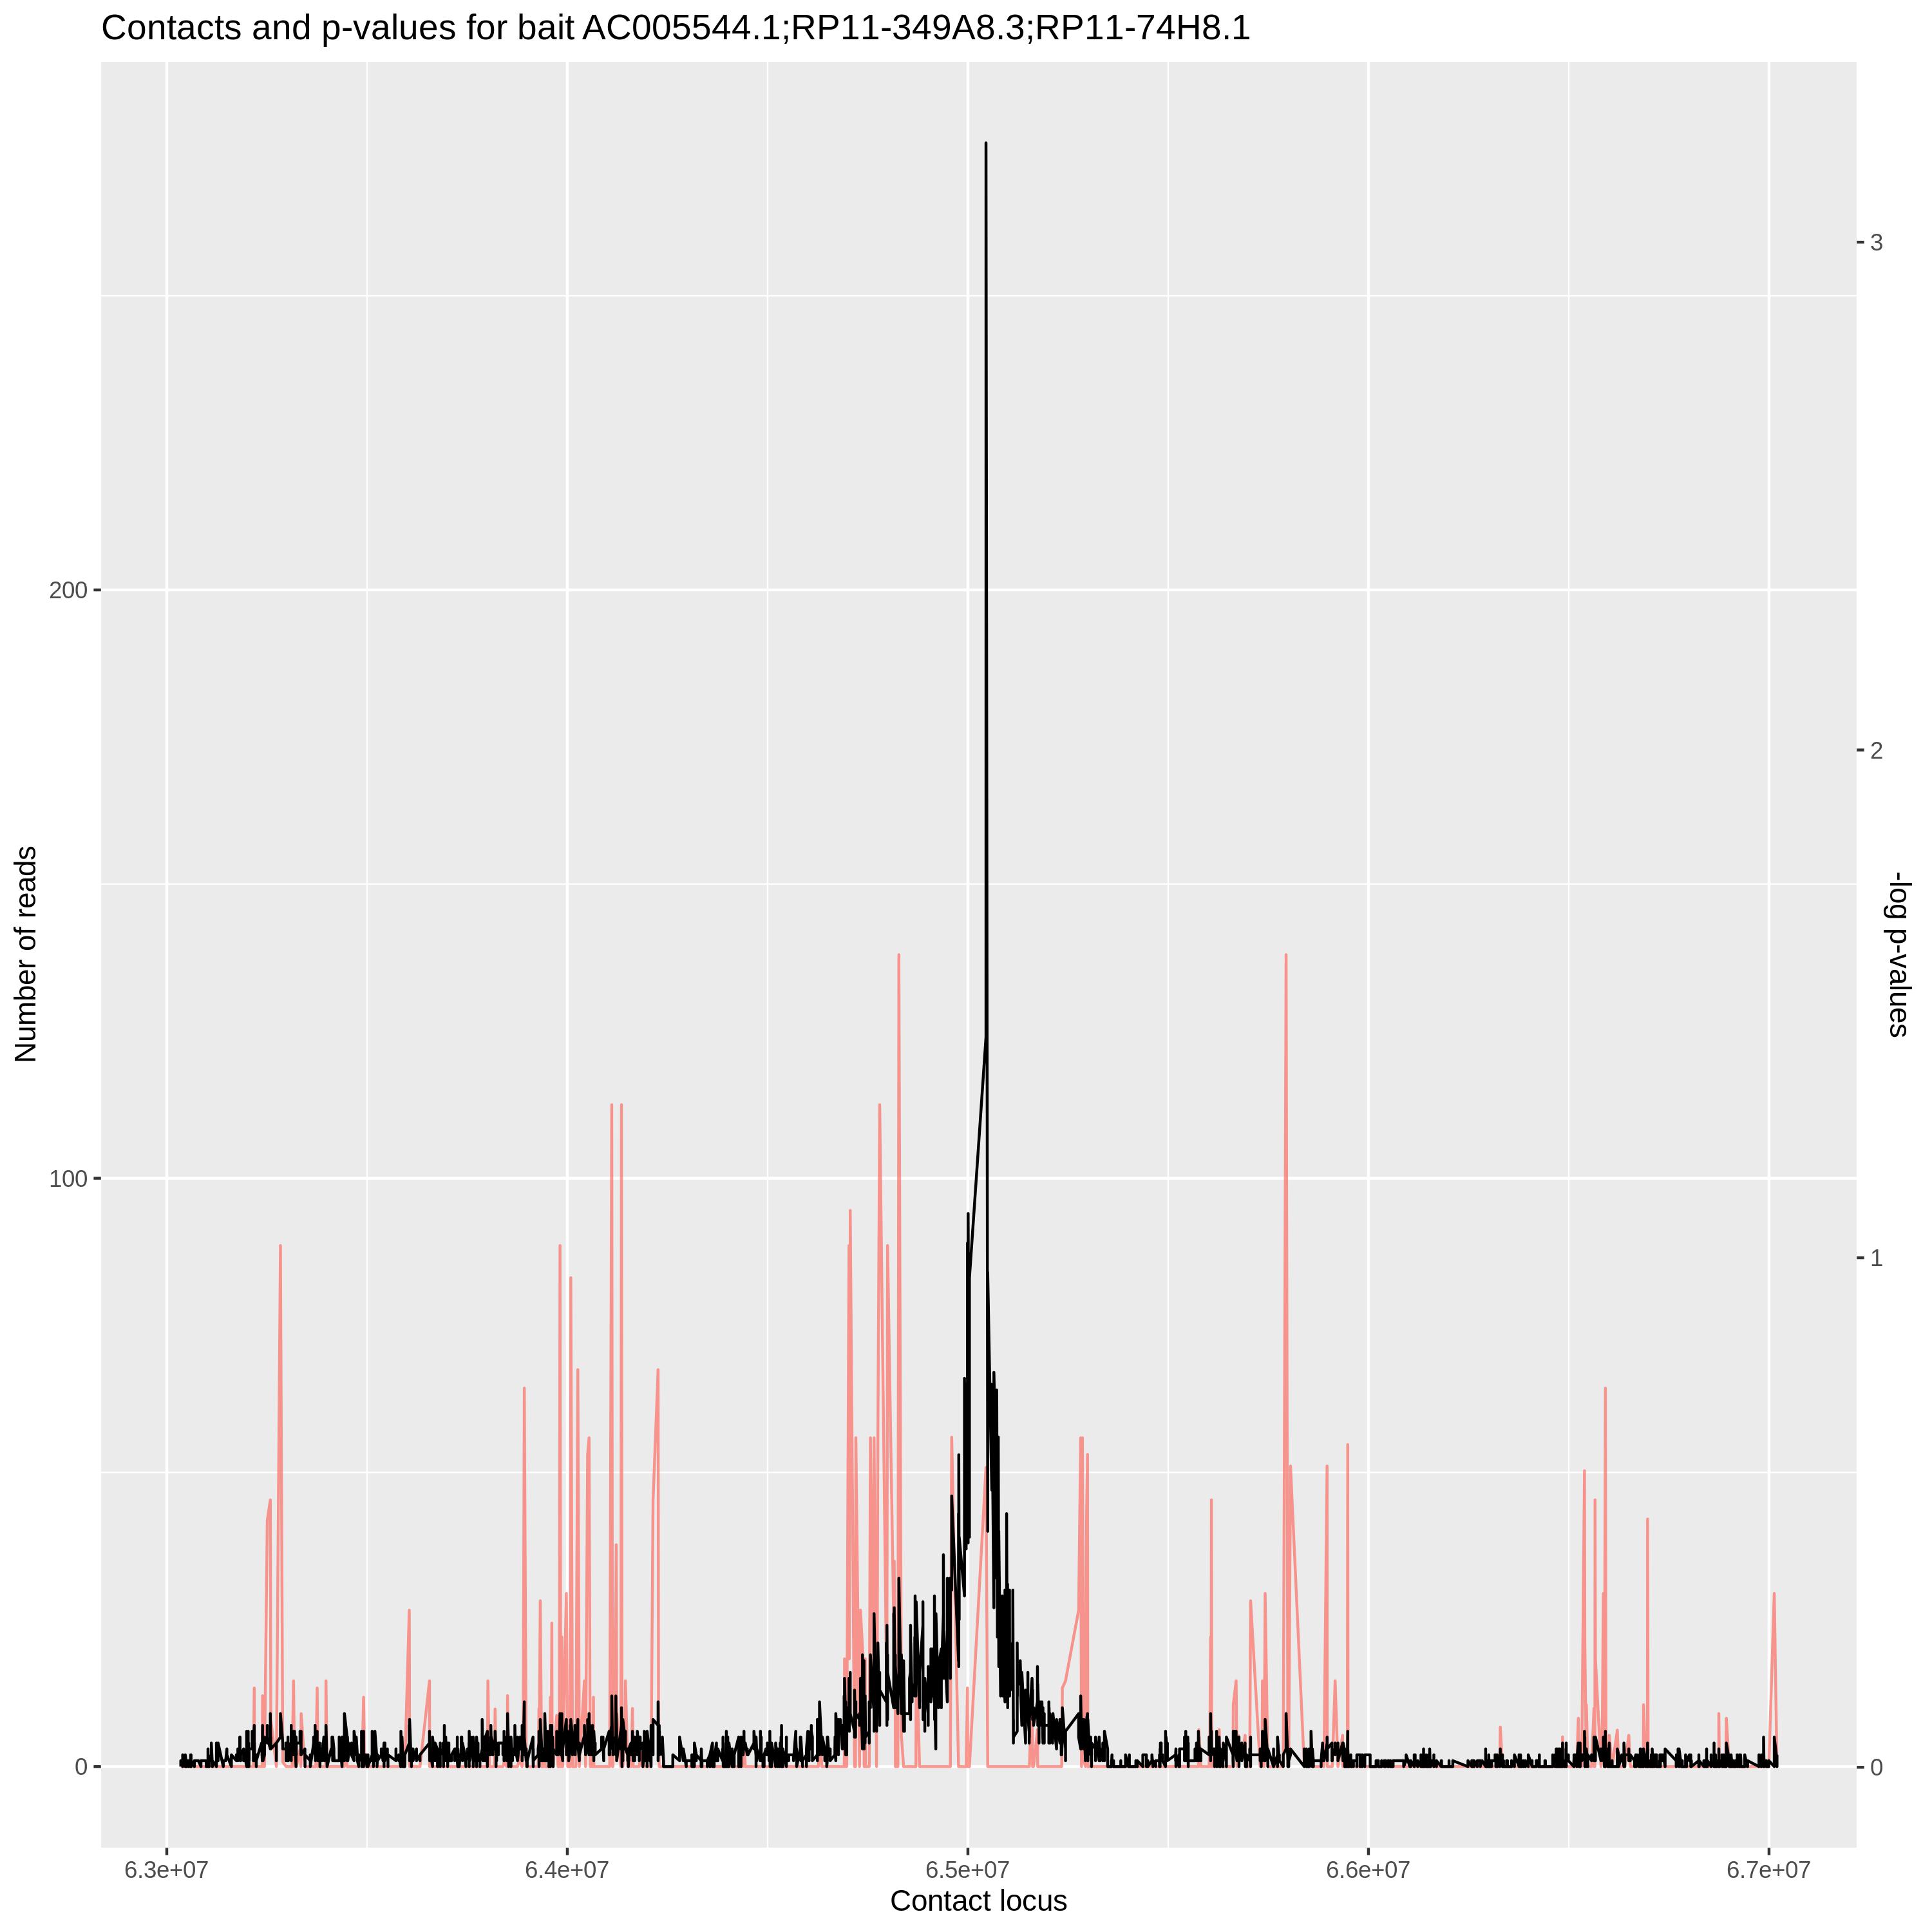 Contacts and p-values for bait AC005544.1;RP11-349A8.3;RP11-74H8.1
Number of reads
200
100
0
3
2
1
0
-log p-values
6.3e+07 6.4e+07 6.5e+07 6.6e+07 6.7e+07
Contact locus